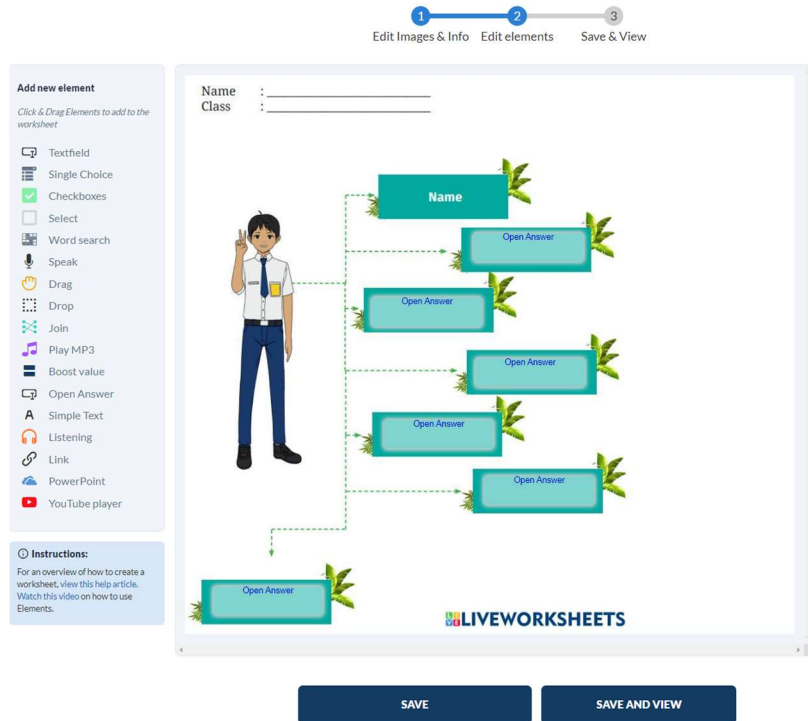 1 2 3
Edit Images & Info Edit elements Save & View
Add new element
Click & Drag Elements to add to the
worksheet
Textfield
Single Choice
Checkboxes
Select
Word search
Speak
Drag
Drop
Join
Play MP3
Boost value
Open Answer
Simple Text
Listening
Link
PowerPoint
YouTube player
Instructions:
For an overview of how to create a
worksheet, view this help article.
Watch this video on how to use
Elements.
Name : ____________________
Class : ____________________
Name
Open Answer
Open Answer
Open Answer
Open Answer
Open Answer
Open Answer
LIVE LIVEWORKSHEETS
SAVE SAVE AND VIEW